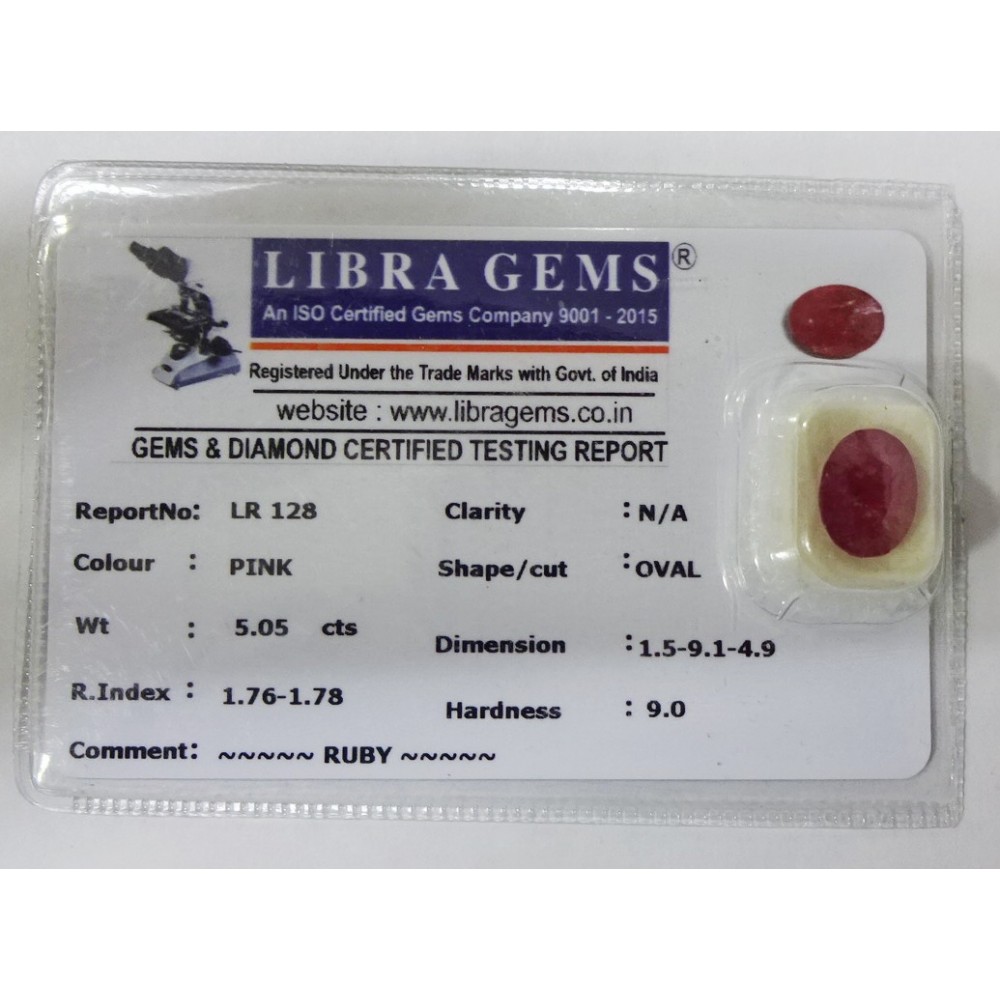 LIBRA GEMS ®
An ISO Certified Gems Company 9001 - 2015
Registered Under the Trade Marks with Govt. of India
website : www.libragems.co.in
GEMS & DIAMOND CERTIFIED TESTING REPORT
ReportNo: LR 128 Clarity : N/A
Colour : PINK Shape/cut : OVAL
Wt : 5.05 cts Dimension : 1.5-9.1-4.9
R.Index : 1.76-1.78 Hardness : 9.0
Comment: ~~~~~ RUBY ~~~~~